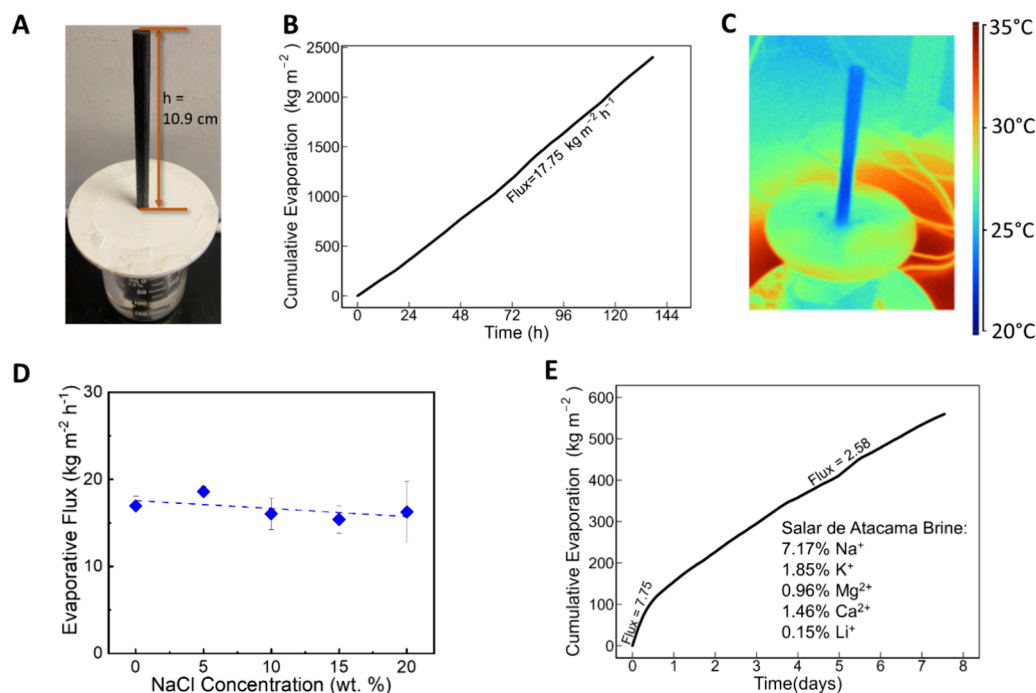 A
h =
10.9 cm
B
Cumulative Evaporation (kg m⁻²)
2500
2000
1500
1000
500
0
Flux=17.75 kg m⁻² h⁻¹
0 24 48 72 96 120 144
Time (h)
C
35°C
30°C
25°C
20°C
D
Evaporative Flux (kg m⁻² h⁻¹)
30
20
10
0
0 5 10 15 20
NaCl Concentration (wt. %)
E
Cumulative Evaporation (kg m⁻²)
600
500
400
300
200
100
0
Flux = 7.75
Flux = 2.58
Salar de Atacama Brine:
7.17% Na⁺
1.85% K⁺
0.96% Mg²⁺
1.46% Ca²⁺
0.15% Li⁺
0 1 2 3 4 5 6 7 8
Time(days)